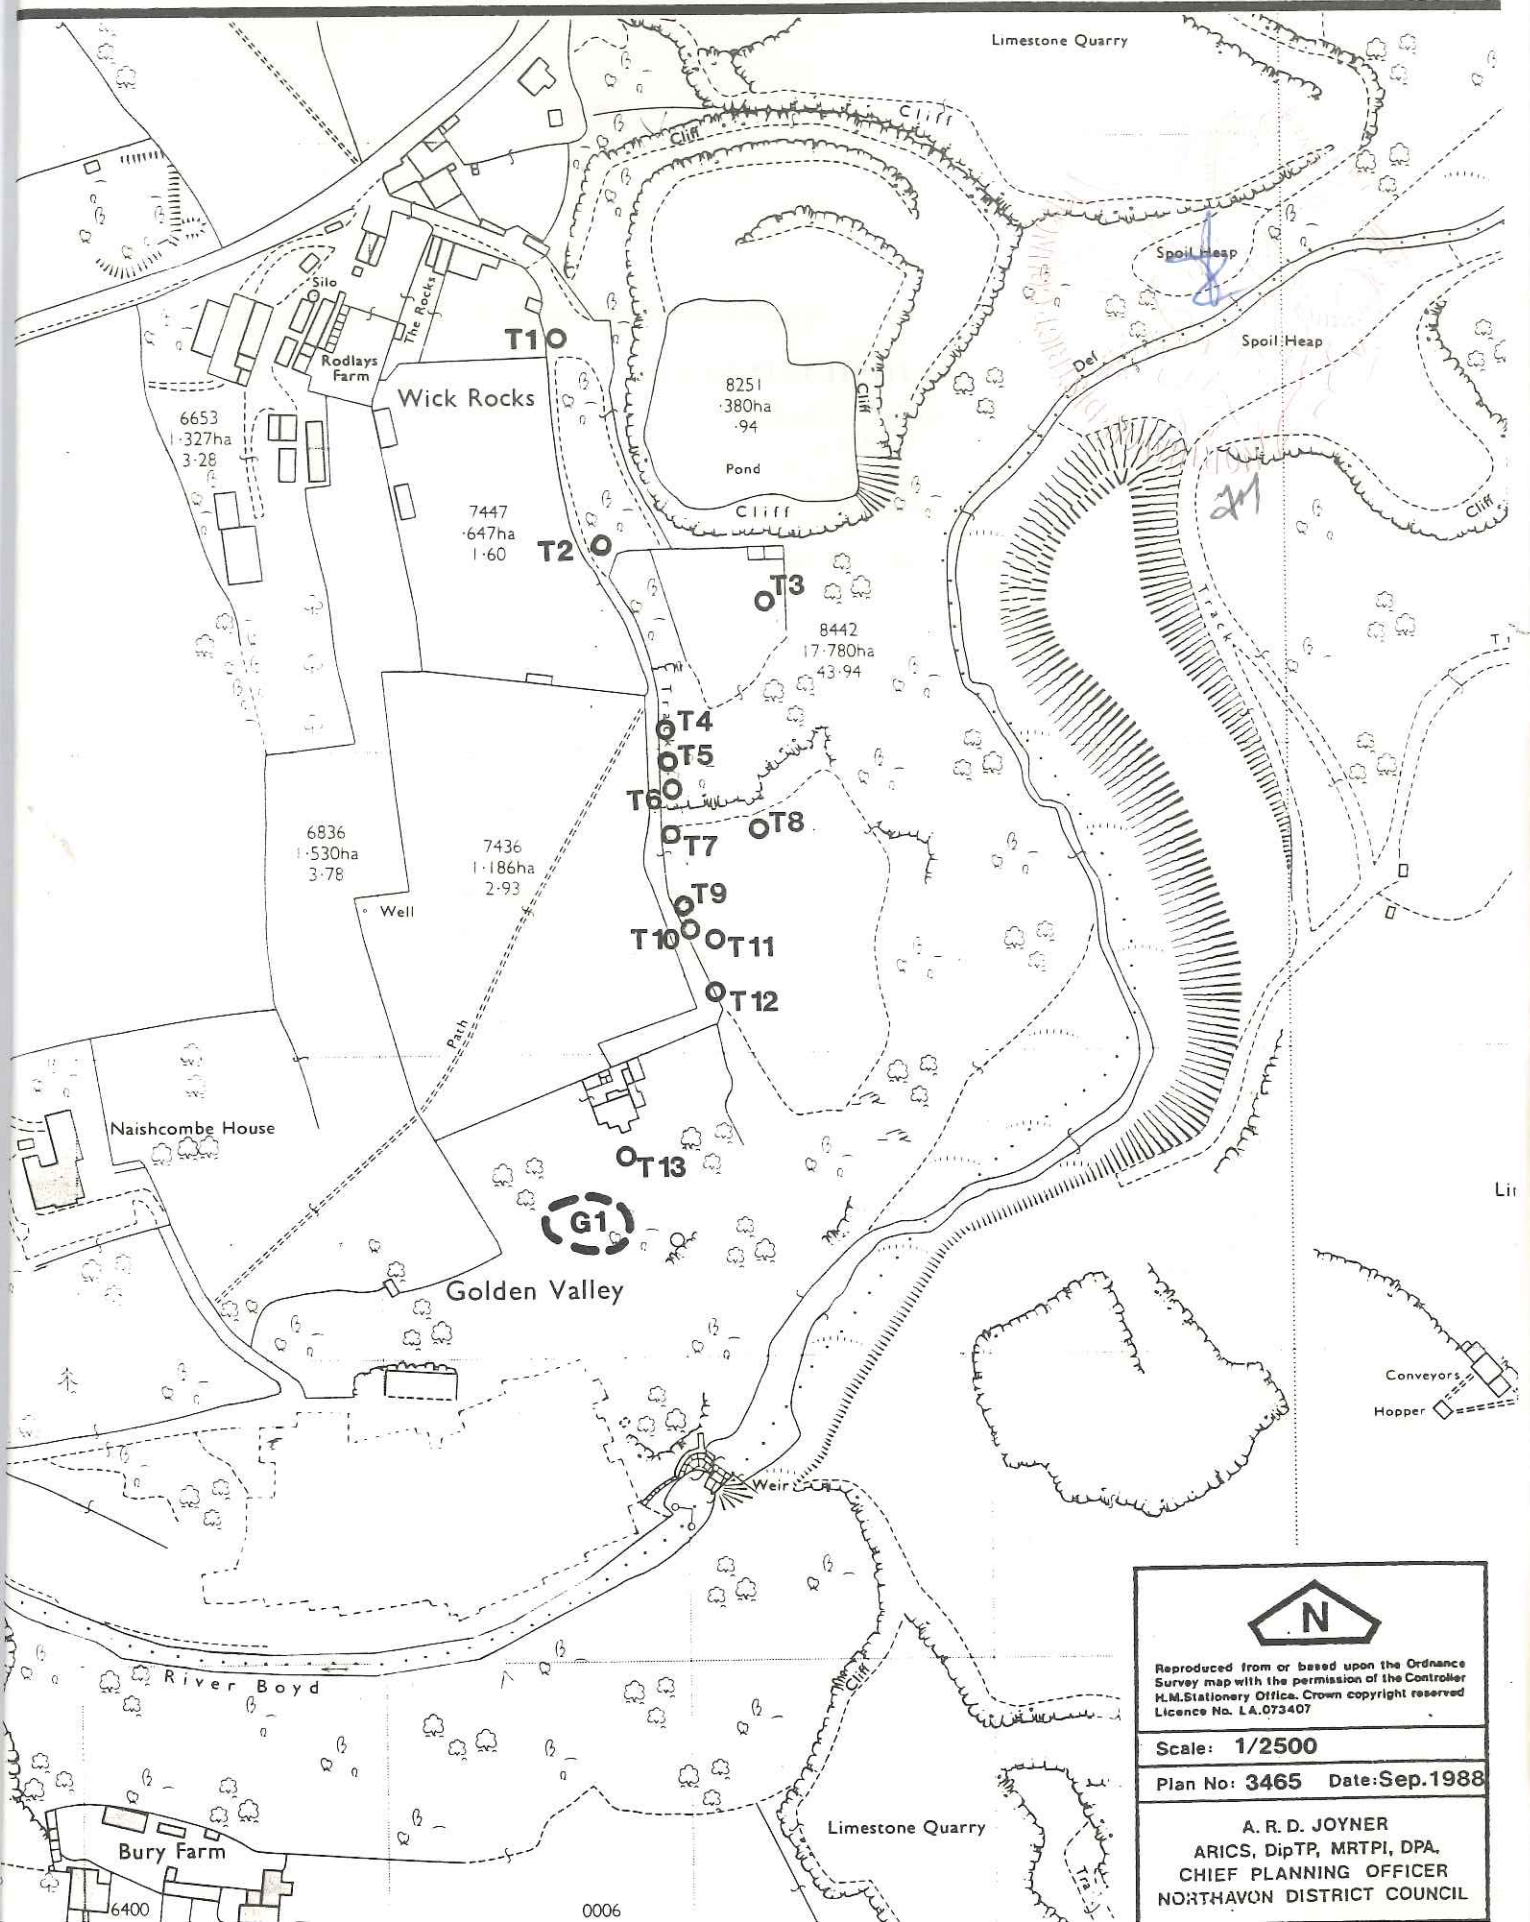 Limestone Quarry
Cliff
Cliff
Spoil Heap
Silo
The Rocks
T1
Def
Spoil Heap
Rodlays
Farm
Wick Rocks
8251
·380ha
·94
Cliff
6653
1·327ha
3·28
Pond
Cliff
Cliff
7447
·647ha
1·60
T2
T3
Track
8442
17·780ha
43·94
Track
T4
T5
T6
T7
T8
6836
1·530ha
3·78
7436
1·186ha
2·93
T9
Well
T10
T11
T12
Path
Naishcombe House
T13
G1
Golden Valley
Conveyors
Hopper
Weir
N
Reproduced from or based upon the Ordnance
Survey map with the permission of the Controller
H.M.Stationery Office. Crown copyright reserved
Licence No. LA.073407
River Boyd
Cliff
Scale: 1/2500
Plan No: 3465 Date:Sep.1988
Limestone Quarry
A. R. D. JOYNER
ARICS, DipTP, MRTPI, DPA,
CHIEF PLANNING OFFICER
NORTHAVON DISTRICT COUNCIL
Bury Farm
6400
0006